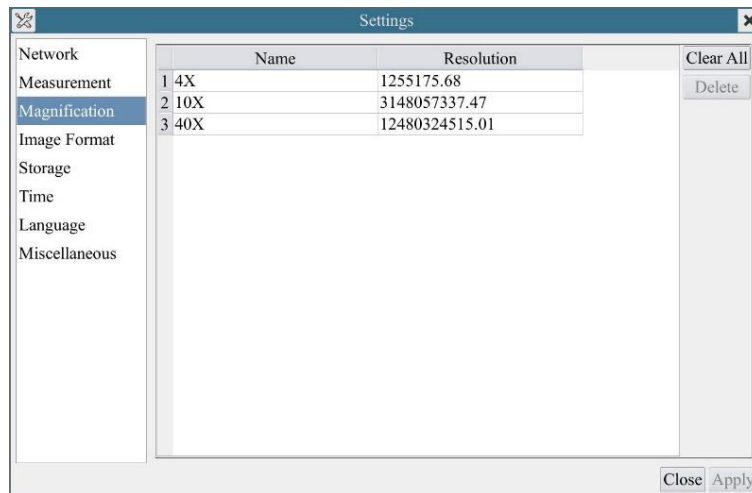 Settings
Network
Measurement
Magnification
Image Format
Storage
Time
Language
Miscellaneous
Name Resolution
1 4X 1255175.68
2 10X 3148057337.47
3 40X 12480324515.01
Clear All
Delete
Close Apply